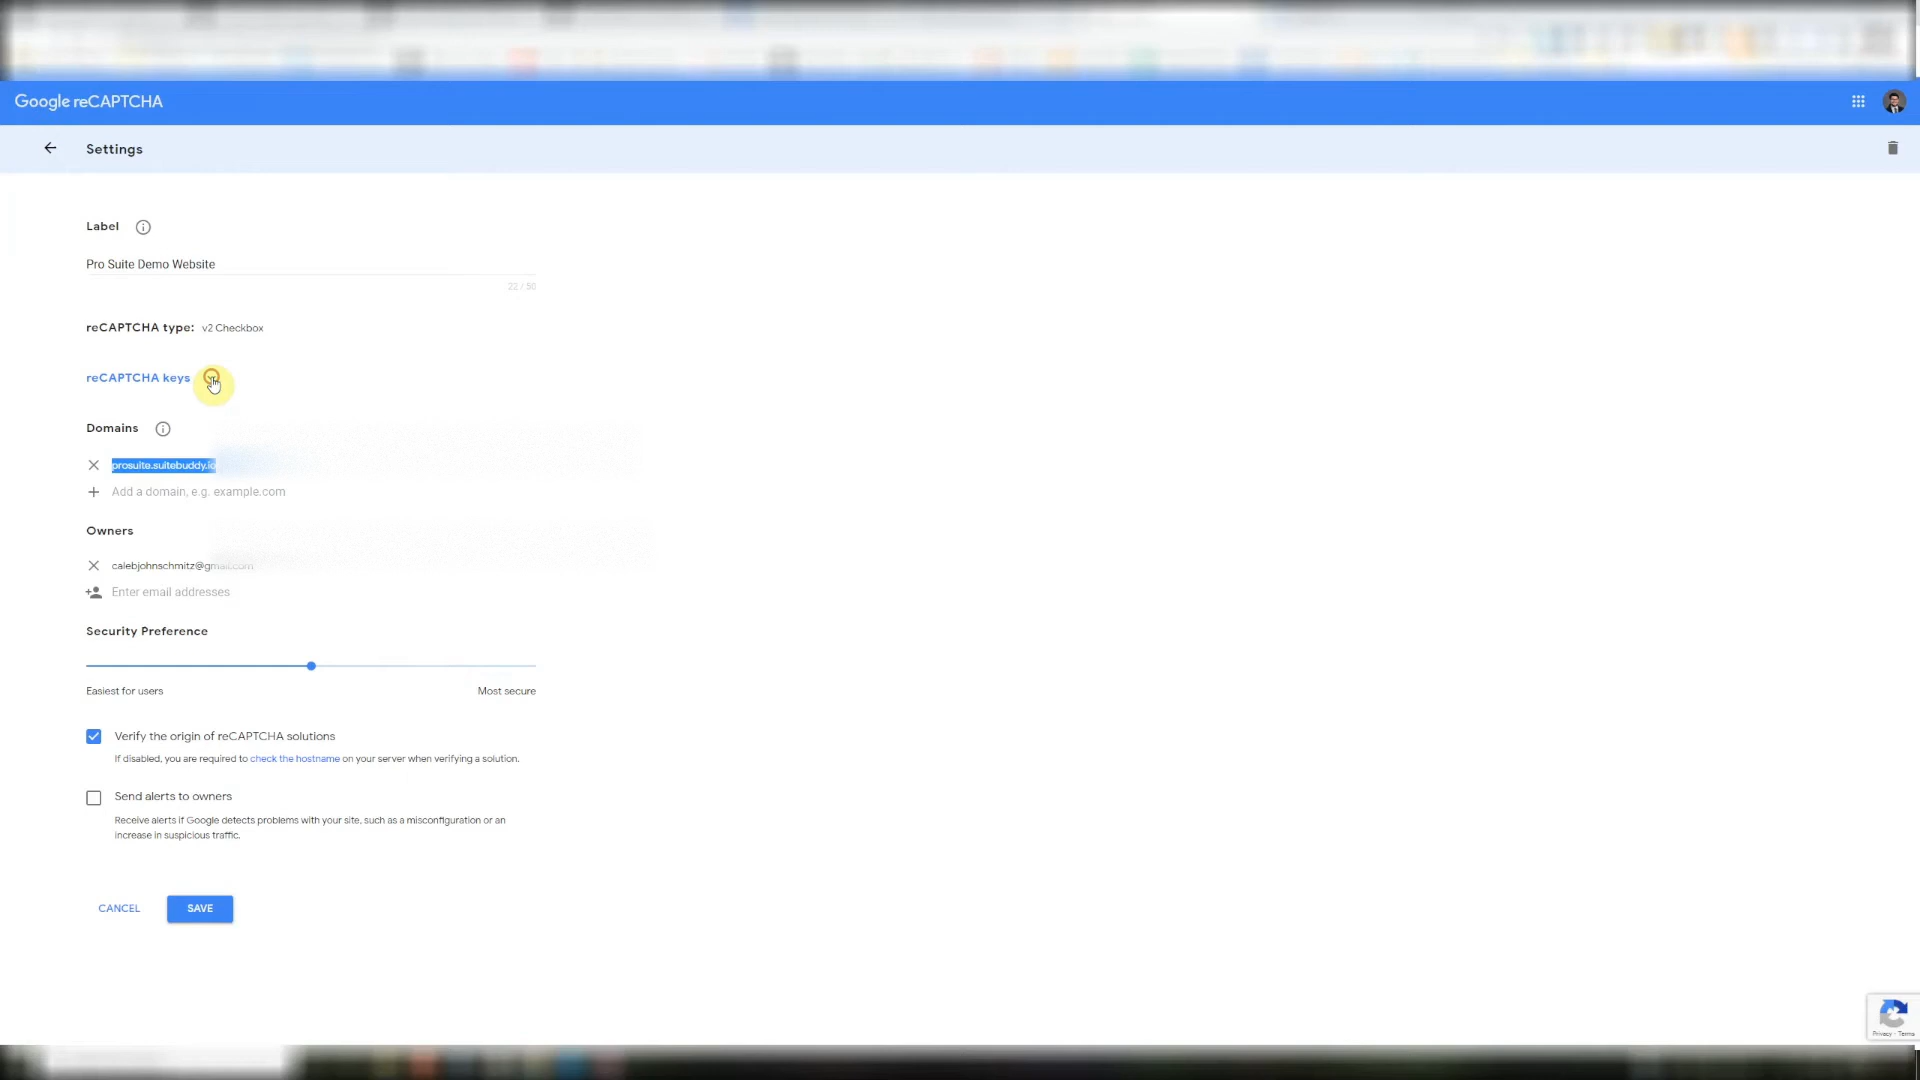 Google reCAPTCHA
Settings
Label
Pro Suite Demo Website
22 / 50
reCAPTCHA type: v2 Checkbox
reCAPTCHA keys
Domains
prosuite.suitebuddy.io
Add a domain, e.g. example.com
Owners
calebjohnschmitz@gmail.com
Enter email addresses
Security Preference
Easiest for users
Most secure
Verify the origin of reCAPTCHA solutions
If disabled, you are required to check the hostname on your server when verifying a solution.
Send alerts to owners
Receive alerts if Google detects problems with your site, such as a misconfiguration or an
increase in suspicious traffic.
CANCEL
SAVE
Privacy - Terms